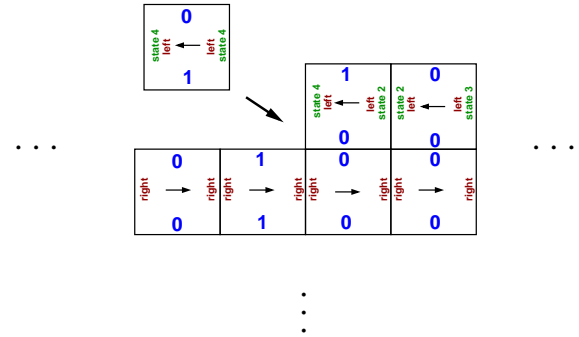 0
state 4 left left state 4
1
1 0
state 4 left left state 2 state 2 left left state 3
0 0
. . . . . .
0 1 0 0
right right right right right right right right
0 1 0 0
.
.
.